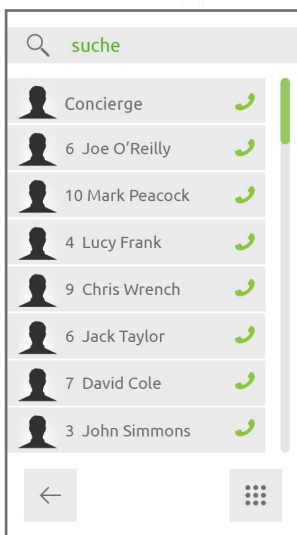 suche
Concierge
6 Joe O’Reilly
10 Mark Peacock
4 Lucy Frank
9 Chris Wrench
6 Jack Taylor
7 David Cole
3 John Simmons